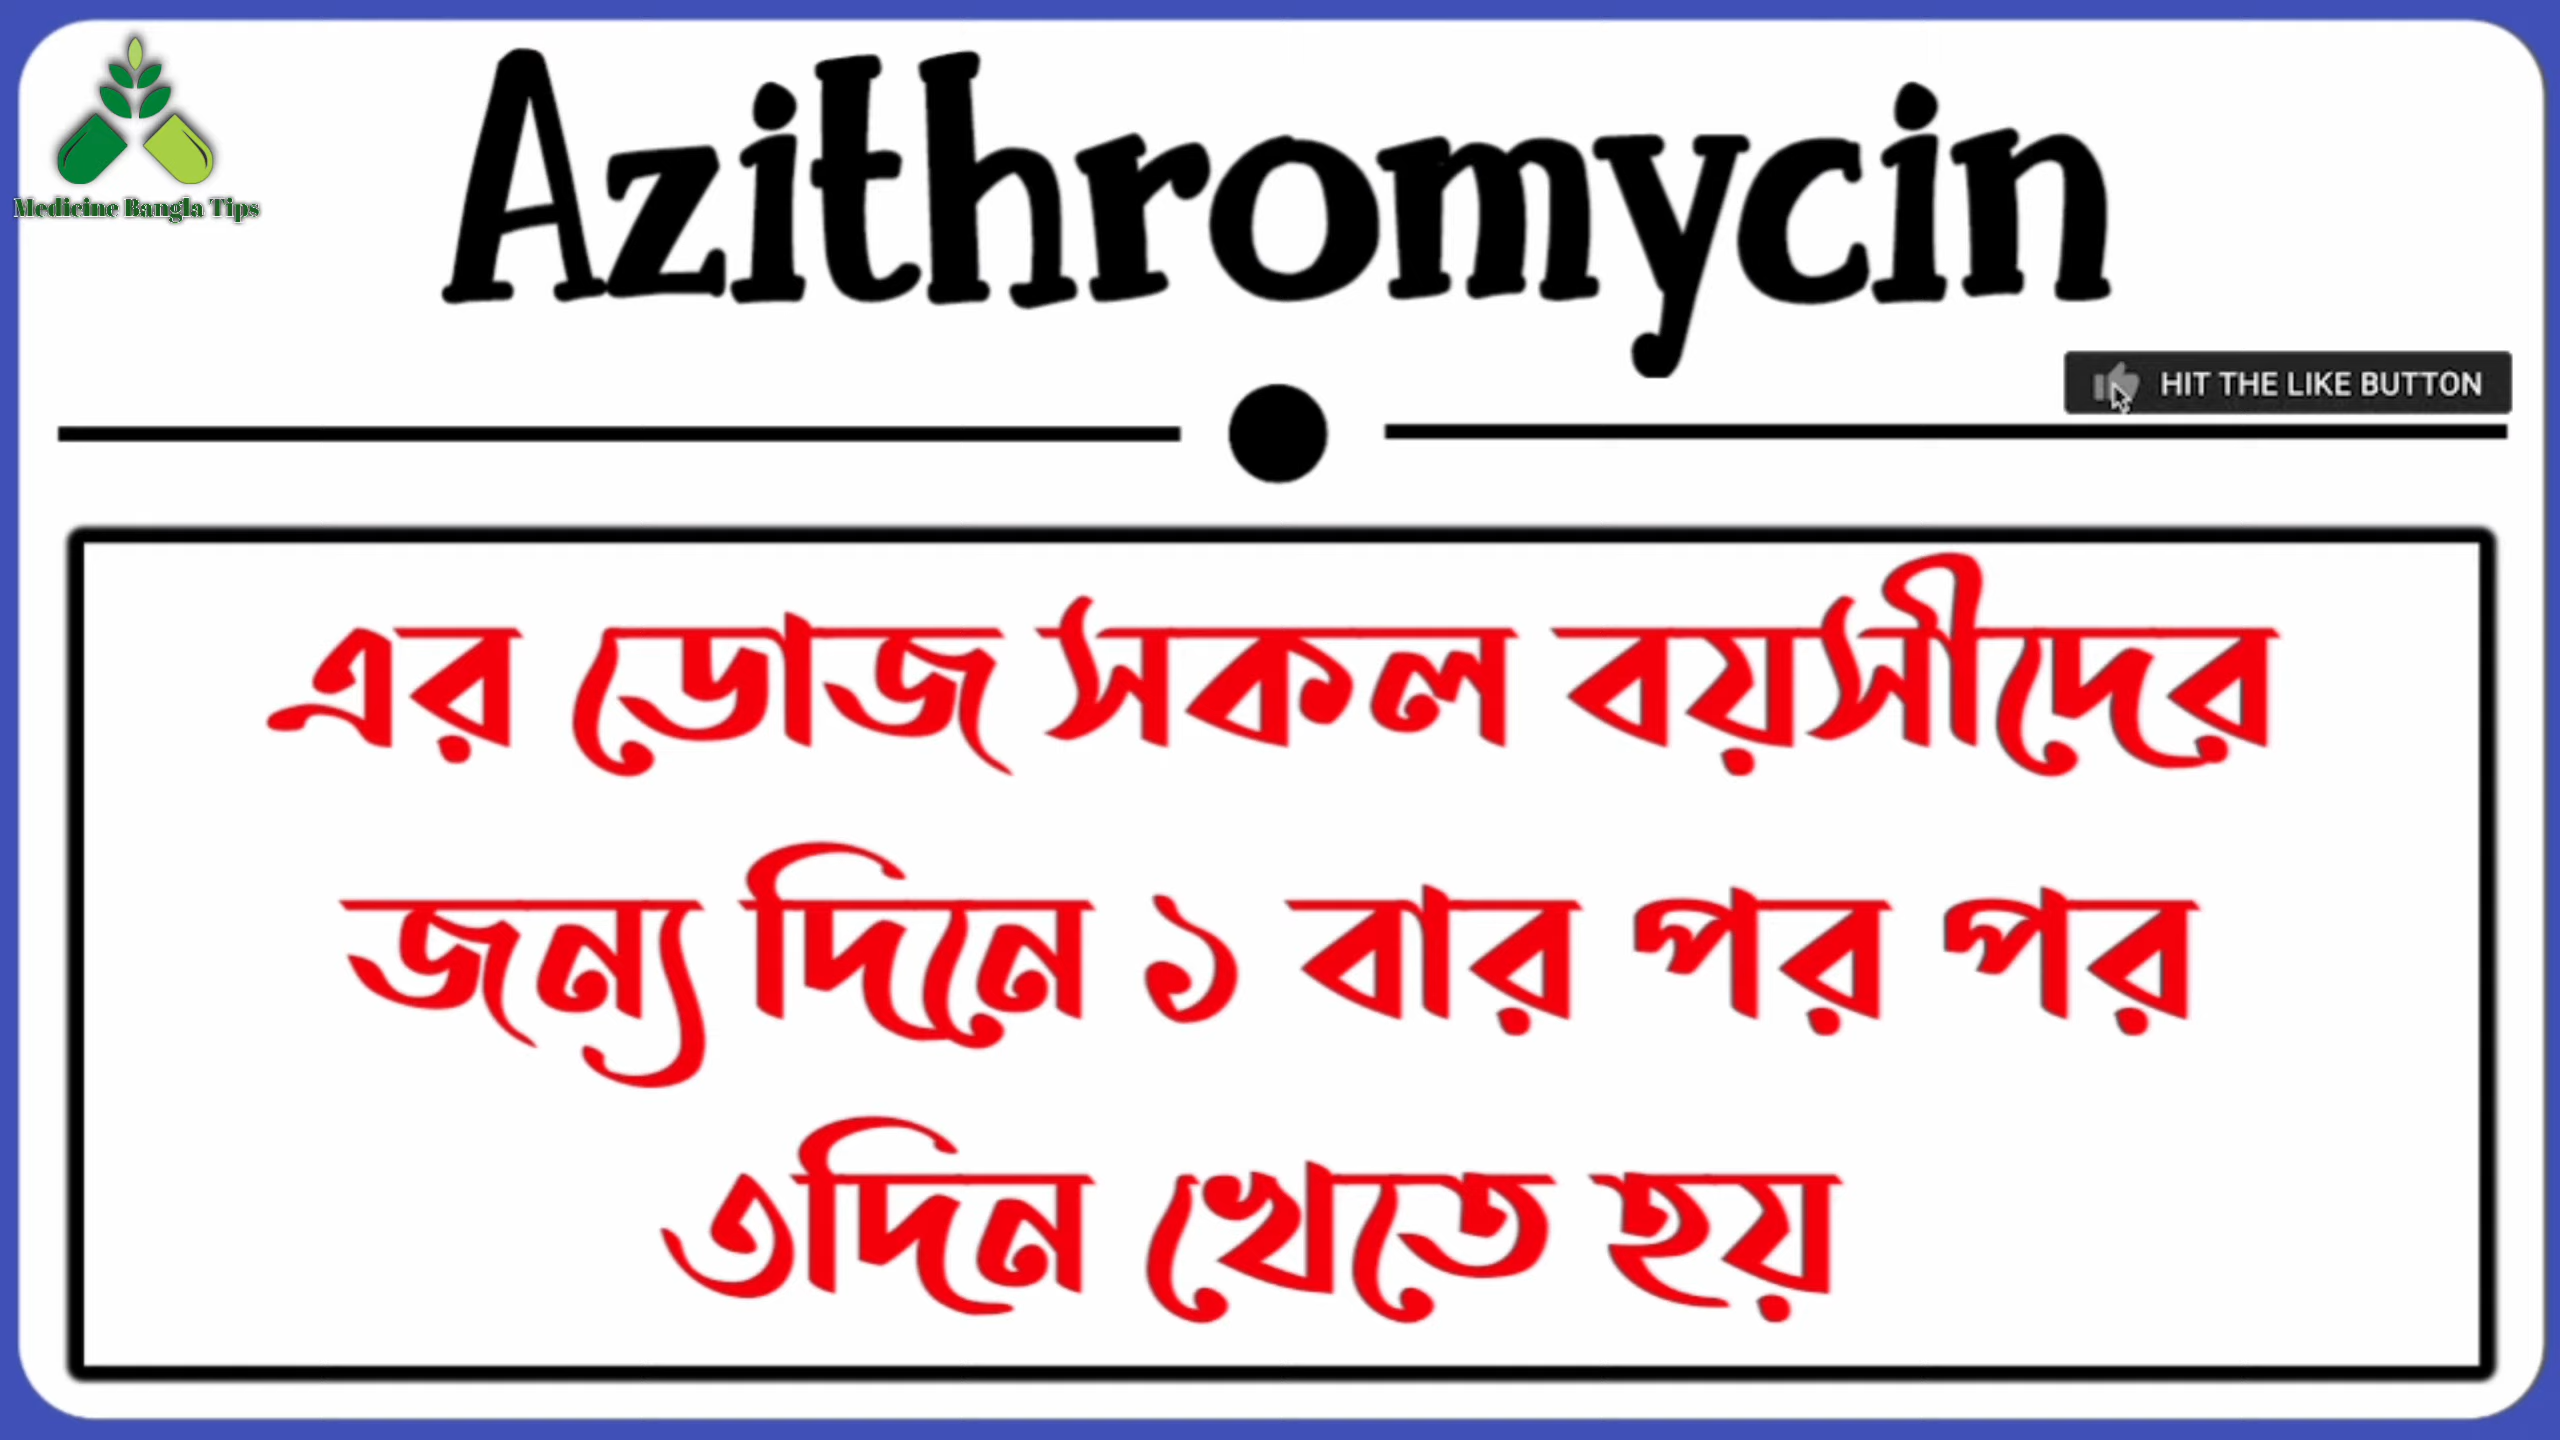 Azithromycin
Medicine Bangla Tips
HIT THE LIKE BUTTON
এর ডোজ সকল বয়সীদের
জন্য দিনে ১ বার পর পর
৩দিন খেতে হয়